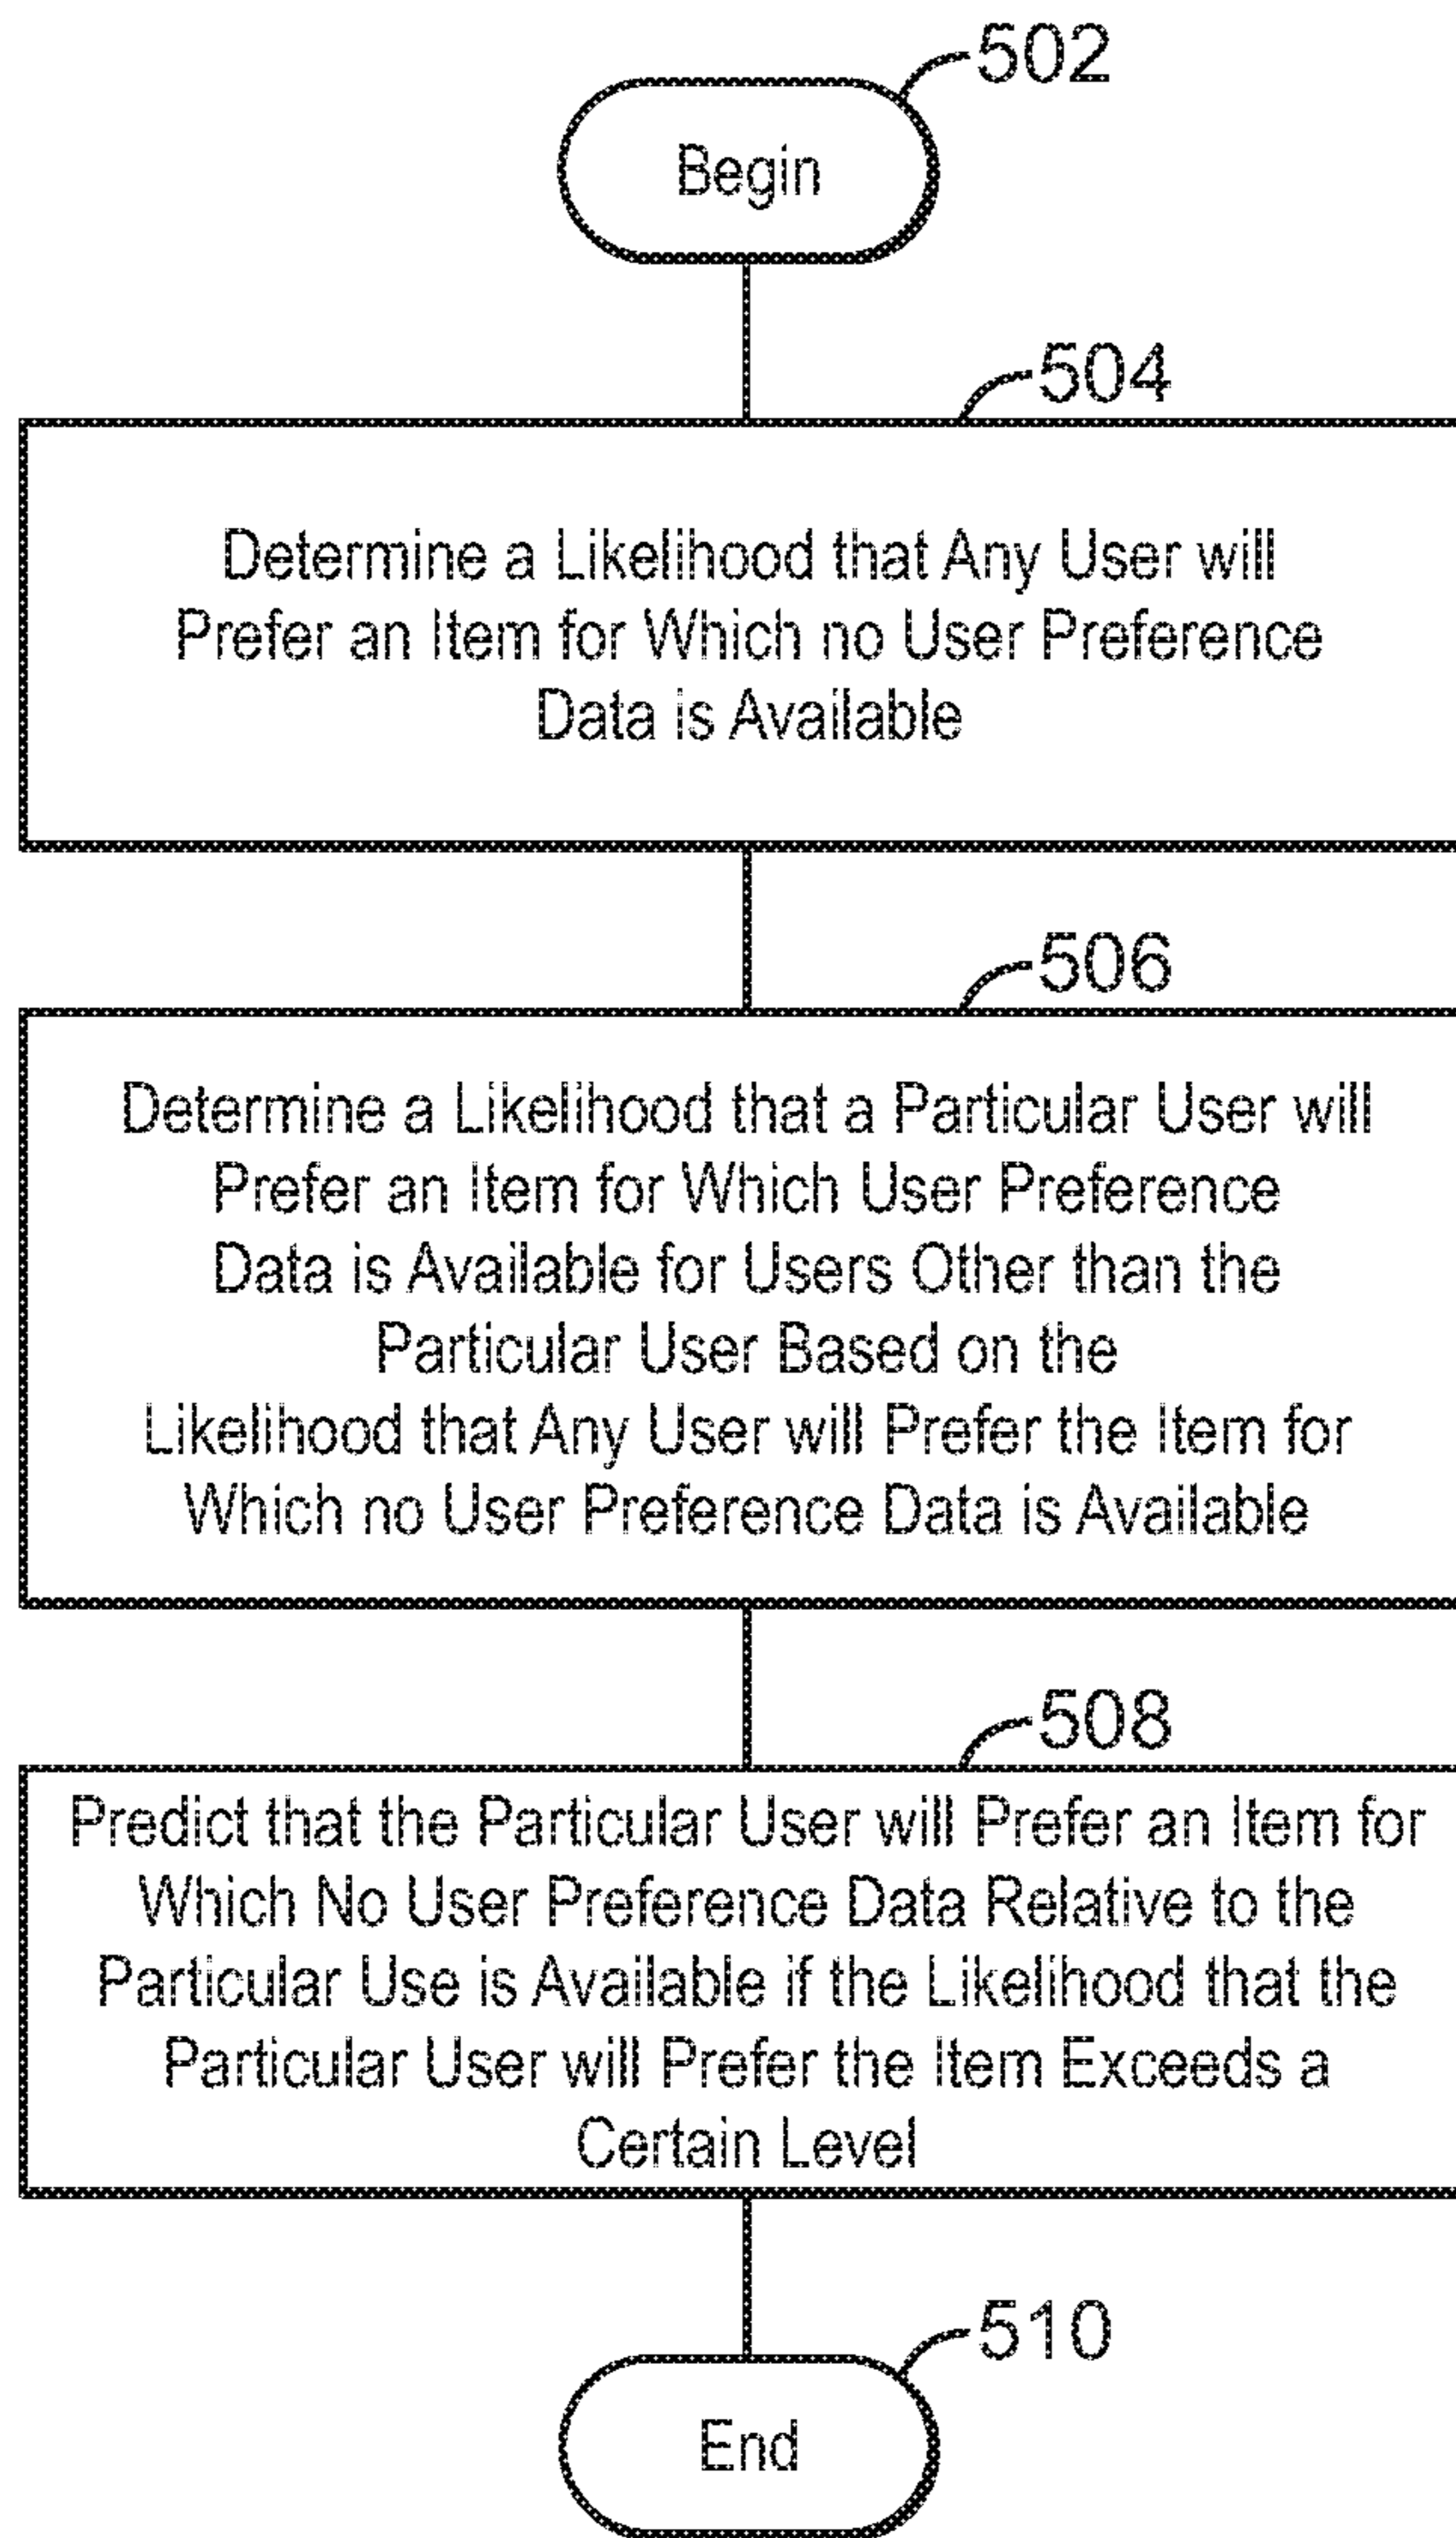 502
Begin
504
Determine a Likelihood that Any User will
Prefer an Item for Which no User Preference
Data is Available
506
Determine a Likelihood that a Particular User will
Prefer an Item for Which User Preference
Data is Available for Users Other than the
Particular User Based on the
Likelihood that Any User will Prefer the Item for
Which no User Preference Data is Available
508
Predict that the Particular User will Prefer an Item for
Which No User Preference Data Relative to the
Particular Use is Available if the Likelihood that the
Particular User will Prefer the Item Exceeds a
Certain Level
510
End